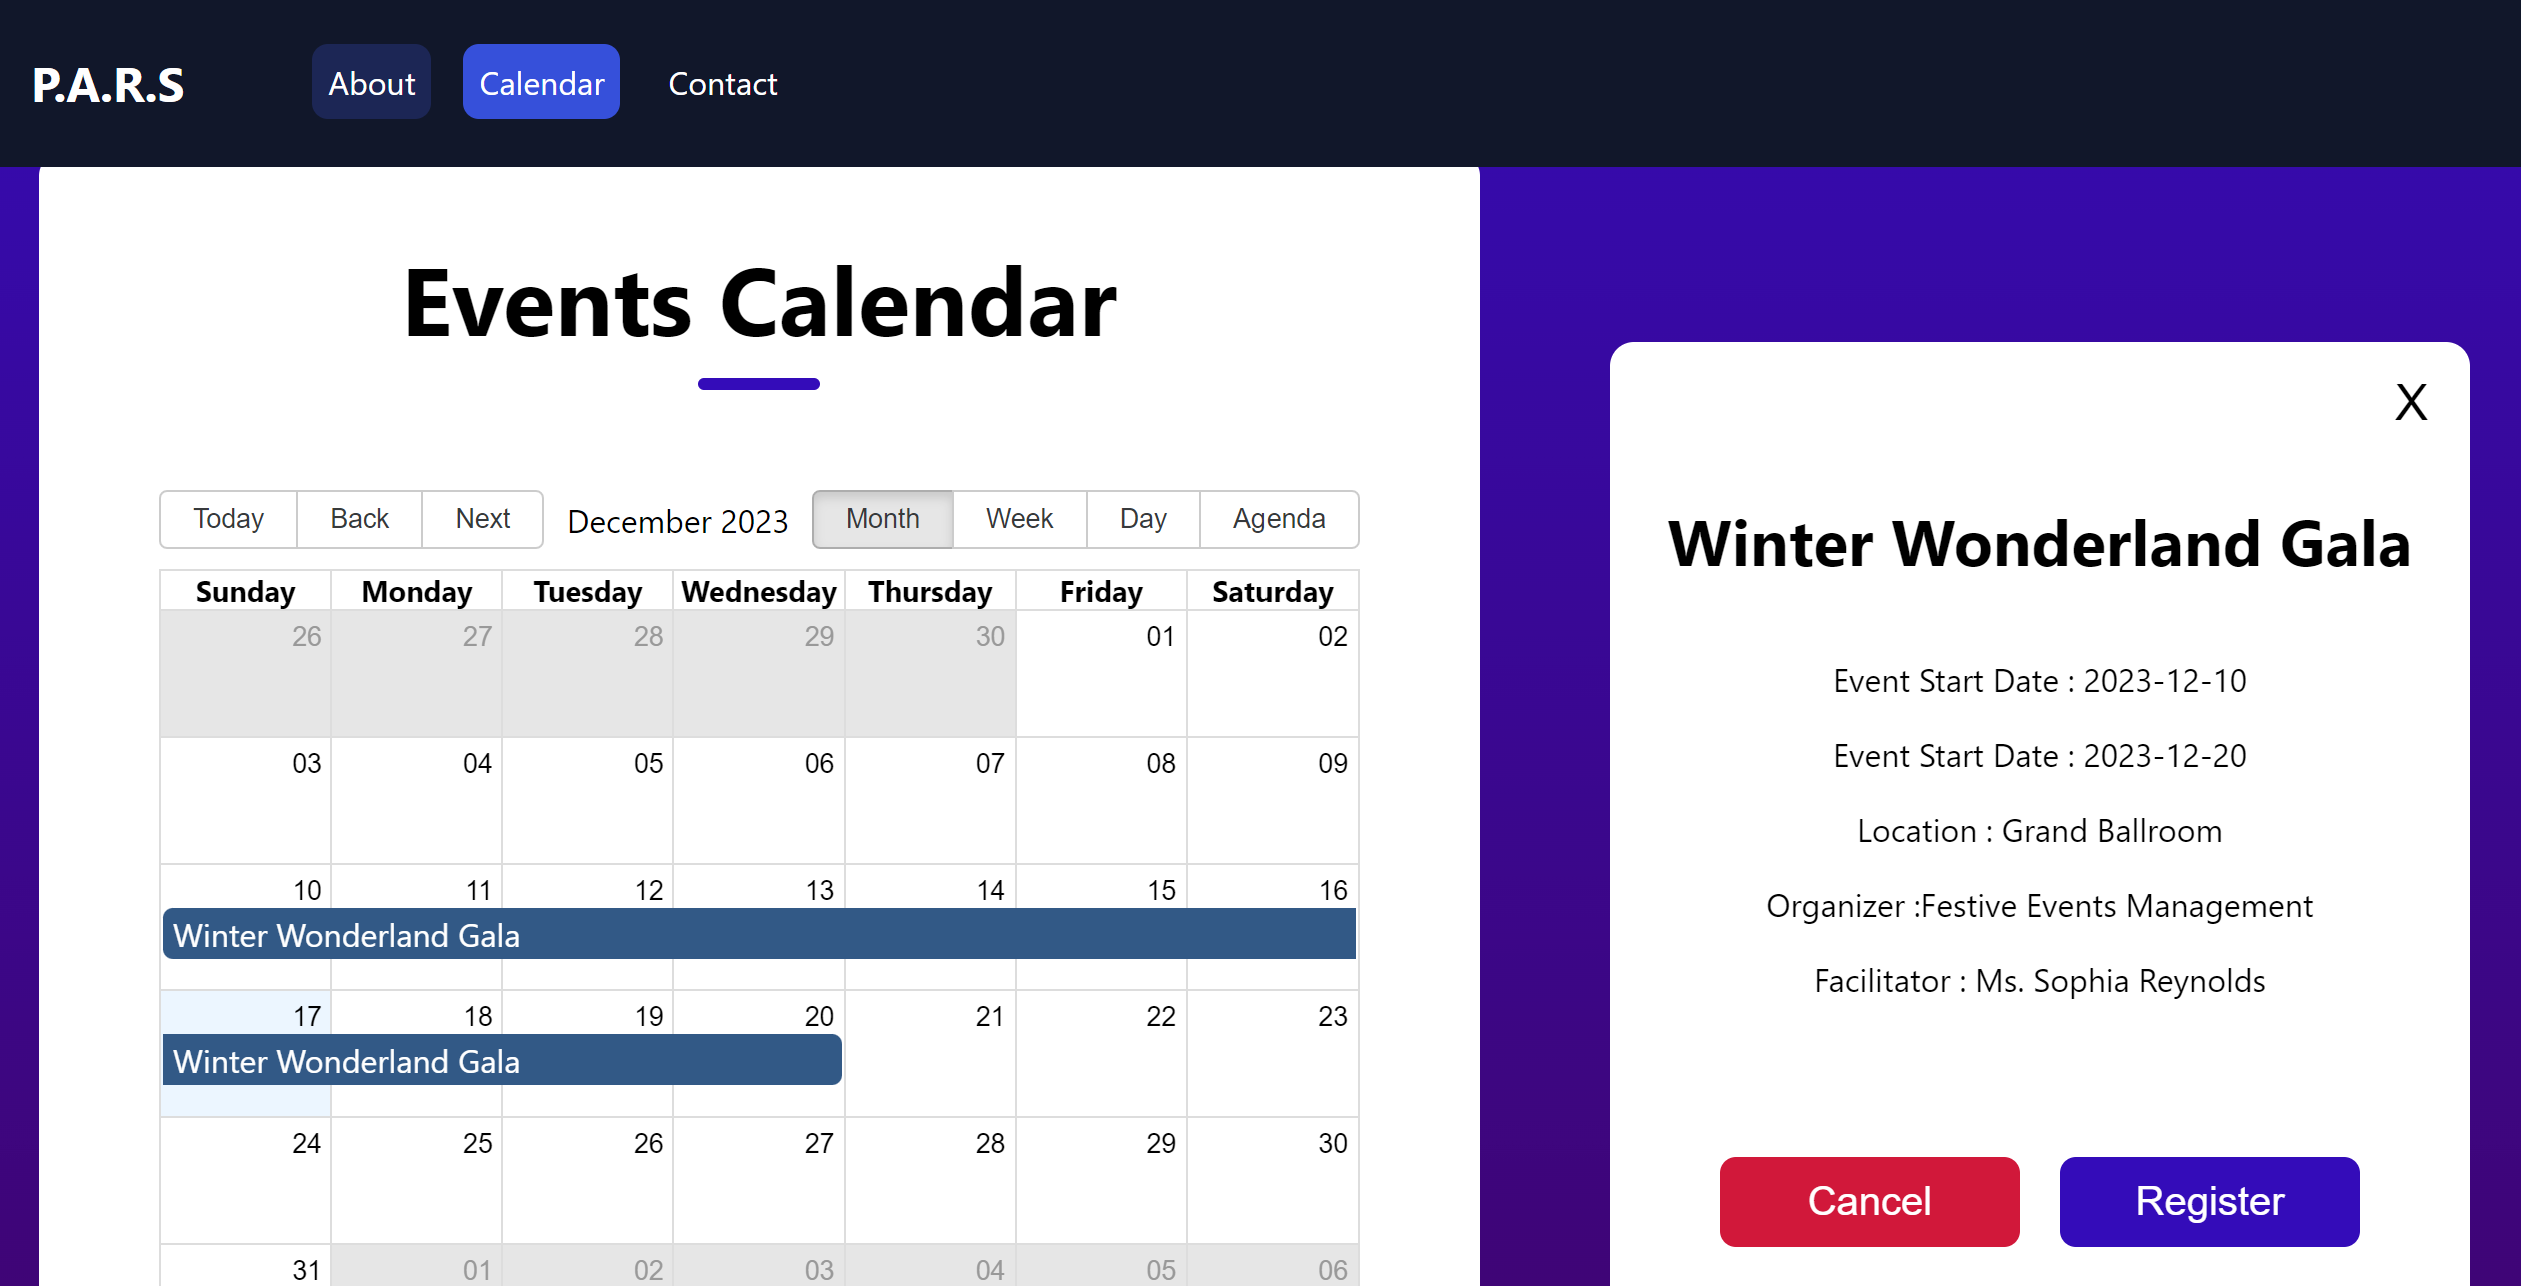 P.A.R.S About Calendar Contact
Events Calendar
Today Back Next December 2023 Month Week Day Agenda
Sunday Monday Tuesday Wednesday Thursday Friday Saturday
26 27 28 29 30 01 02
03 04 05 06 07 08 09
10 11 12 13 14 15 16
Winter Wonderland Gala
17 18 19 20 21 22 23
Winter Wonderland Gala
24 25 26 27 28 29 30
31 01 02 03 04 05 06
X
Winter Wonderland Gala
Event Start Date : 2023-12-10
Event Start Date : 2023-12-20
Location : Grand Ballroom
Organizer :Festive Events Management
Facilitator : Ms. Sophia Reynolds
Cancel Register